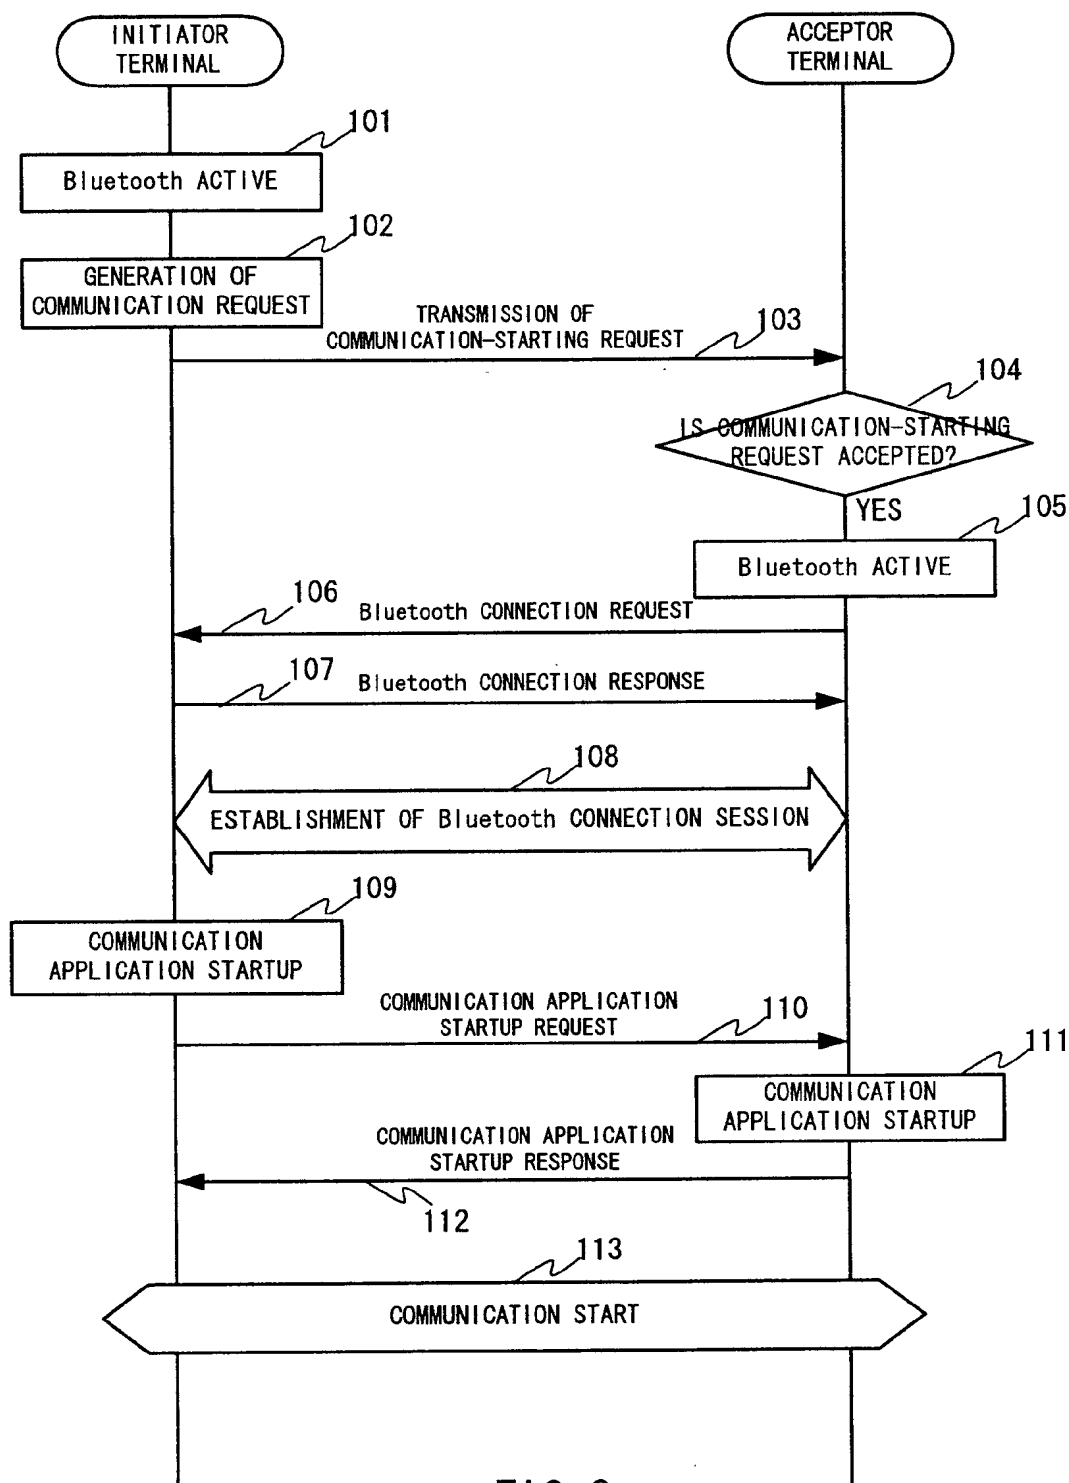 INITIATOR
TERMINAL
ACCEPTOR
TERMINAL
101
Bluetooth ACTIVE
102
GENERATION OF
COMMUNICATION REQUEST
TRANSMISSION OF
COMMUNICATION-STARTING REQUEST
103
104
IS COMMUNICATION-STARTING
REQUEST ACCEPTED?
YES
105
Bluetooth ACTIVE
106
Bluetooth CONNECTION REQUEST
107
Bluetooth CONNECTION RESPONSE
108
ESTABLISHMENT OF Bluetooth CONNECTION SESSION
109
COMMUNICATION
APPLICATION STARTUP
COMMUNICATION APPLICATION
STARTUP REQUEST
110
111
COMMUNICATION
APPLICATION STARTUP
COMMUNICATION APPLICATION
STARTUP RESPONSE
112
113
COMMUNICATION START